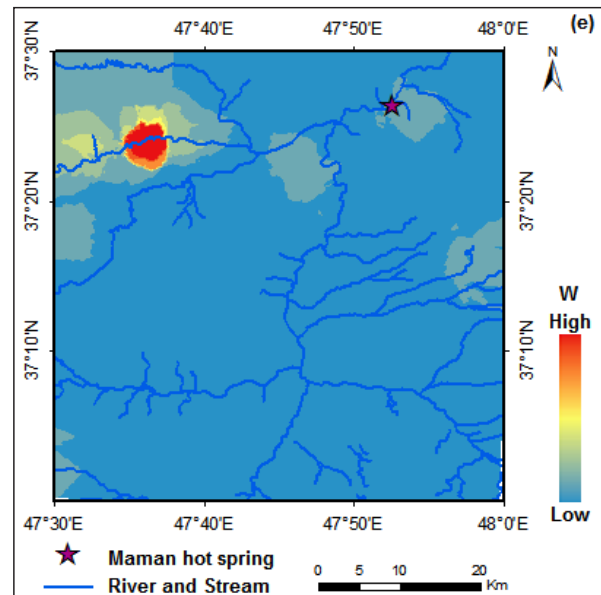 (e)
47°40'E 47°50'E 48°0'E
N
37°30'N
37°30'N
37°20'N
37°20'N
37°10'N
37°10'N
W
High
Low
47°30'E 47°40'E 47°50'E 48°0'E
Maman hot spring
River and Stream
0 5 10 20
Km